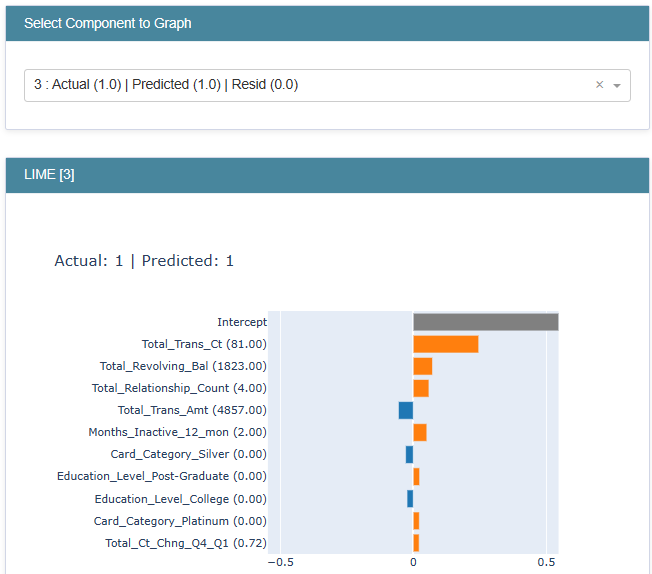 Select Component to Graph
3 : Actual (1.0) | Predicted (1.0) | Resid (0.0)
LIME [3]
Actual: 1 | Predicted: 1
Intercept
Total_Trans_Ct (81.00)
Total_Revolving_Bal (1823.00)
Total_Relationship_Count (4.00)
Total_Trans_Amt (4857.00)
Months_Inactive_12_mon (2.00)
Card_Category_Silver (0.00)
Education_Level_Post-Graduate (0.00)
Education_Level_College (0.00)
Card_Category_Platinum (0.00)
Total_Ct_Chng_Q4_Q1 (0.72)
−0.5 0 0.5